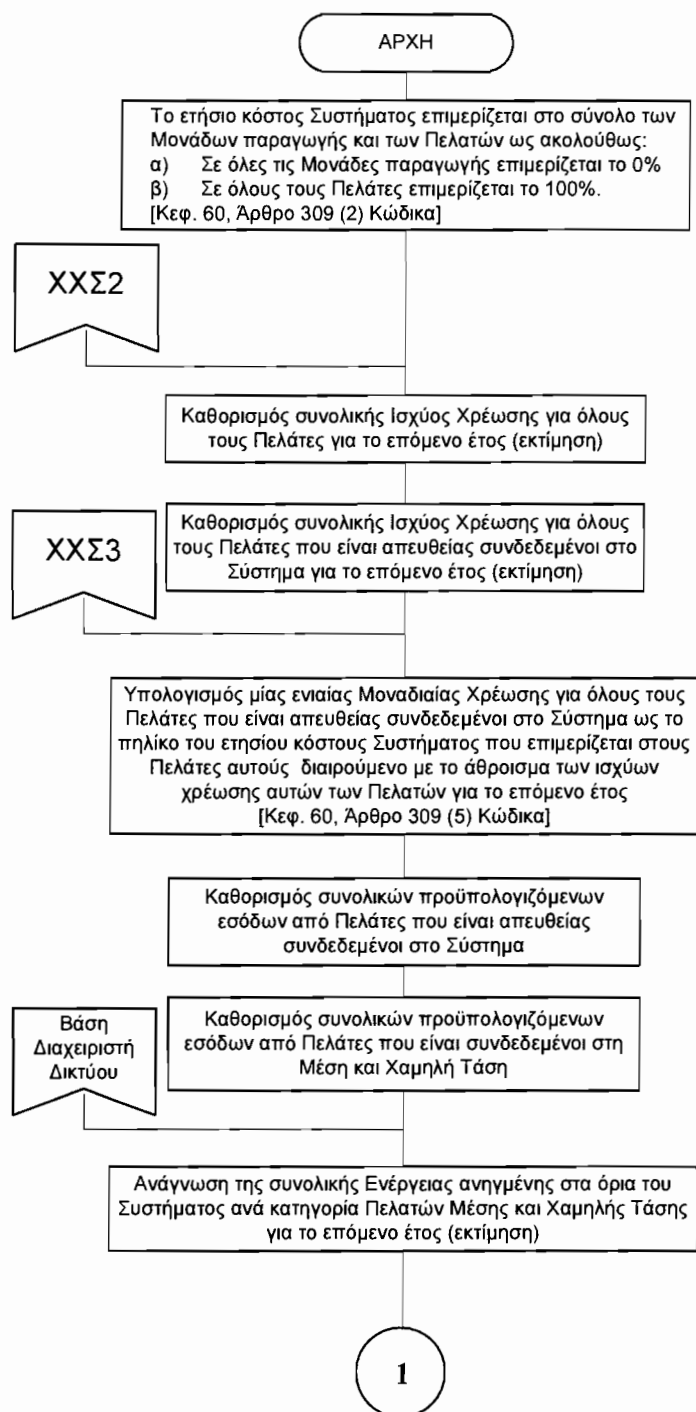 ΑΡΧΗ
Το ετήσιο κόστος Συστήματος επιμερίζεται στο σύνολο των
Μονάδων παραγωγής και των Πελατών ως ακολούθως:
α) Σε όλες τις Μονάδες παραγωγής επιμερίζεται το 0%
β) Σε όλους τους Πελάτες επιμερίζεται το 100%.
[Κεφ. 60, Άρθρο 309 (2) Κώδικα]
ΧΧΣ2
Καθορισμός συνολικής Ισχύος Χρέωσης για όλους
τους Πελάτες για το επόμενο έτος (εκτίμηση)
ΧΧΣ3
Καθορισμός συνολικής Ισχύος Χρέωσης για όλους
τους Πελάτες που είναι απευθείας συνδεδεμένοι στο
Σύστημα για το επόμενο έτος (εκτίμηση)
Υπολογισμός μίας ενιαίας Μοναδιαίας Χρέωσης για όλους τους
Πελάτες που είναι απευθείας συνδεδεμένοι στο Σύστημα ως το
πηλίκο του ετησίου κόστους Συστήματος που επιμερίζεται στους
Πελάτες αυτούς διαιρούμενο με το άθροισμα των ισχύων
χρέωσης αυτών των Πελατών για το επόμενο έτος
[Κεφ. 60, Άρθρο 309 (5) Κώδικα]
Καθορισμός συνολικών προϋπολογιζόμενων
εσόδων από Πελάτες που είναι απευθείας
συνδεδεμένοι στο Σύστημα
Βάση
Διαχειριστή
Δικτύου
Καθορισμός συνολικών προϋπολογιζόμενων
εσόδων από Πελάτες που είναι συνδεδεμένοι στη
Μέση και Χαμηλή Τάση
Ανάγνωση της συνολικής Ενέργειας ανηγμένης στα όρια του
Συστήματος ανά κατηγορία Πελατών Μέσης και Χαμηλής Τάσης
για το επόμενο έτος (εκτίμηση)
1